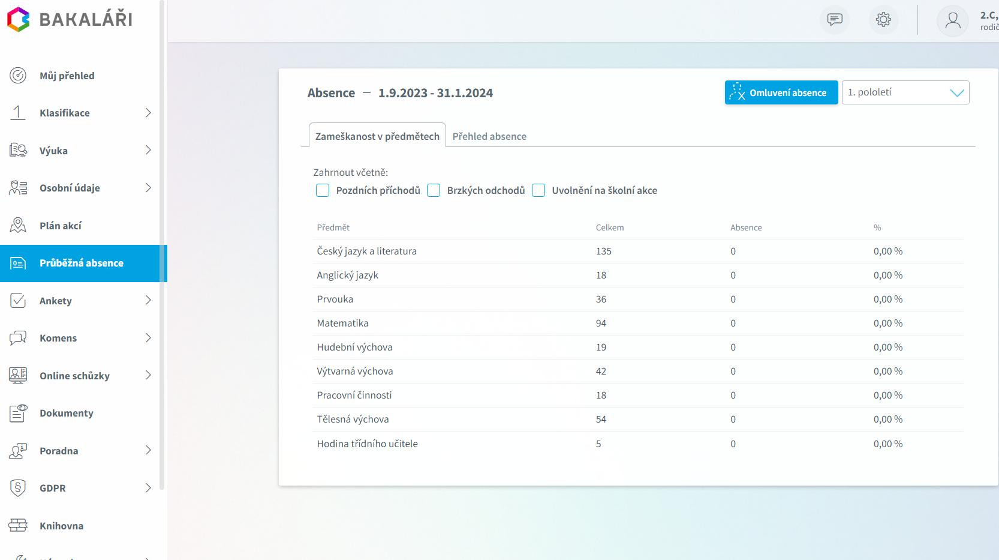 BAKALÁŘI
2.C,
rodič
Můj přehled
Klasifikace
Výuka
Osobní údaje
Plán akcí
Průběžná absence
Ankety
Komens
Online schůzky
Dokumenty
Poradna
GDPR
Knihovna
Absence — 1.9.2023 - 31.1.2024
Omluvení absence
1. pololetí
Zameškanost v předmětech Přehled absence
Zahrnout včetně:
Pozdních příchodů Brzkých odchodů Uvolnění na školní akce
Předmět Celkem Absence %
Český jazyk a literatura 135 0 0,00 %
Anglický jazyk 18 0 0,00 %
Prvouka 36 0 0,00 %
Matematika 94 0 0,00 %
Hudební výchova 19 0 0,00 %
Výtvarná výchova 42 0 0,00 %
Pracovní činnosti 18 0 0,00 %
Tělesná výchova 54 0 0,00 %
Hodina třídního učitele 5 0 0,00 %